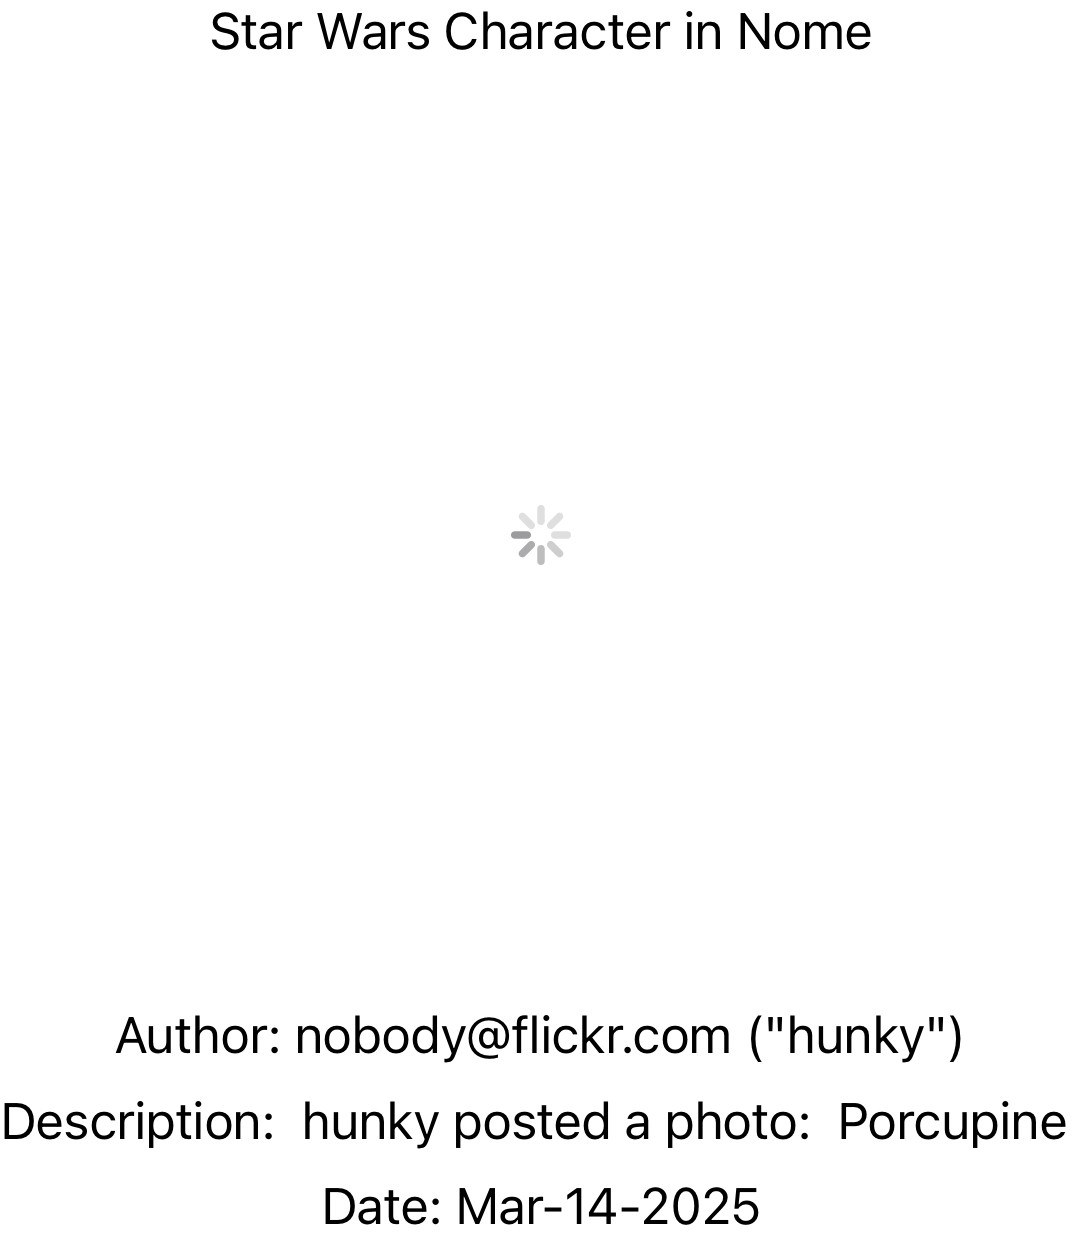 Star Wars Character in Nome
Author: nobody@flickr.com ("hunky")
Description:  hunky posted a photo:  Porcupine
Date: Mar-14-2025